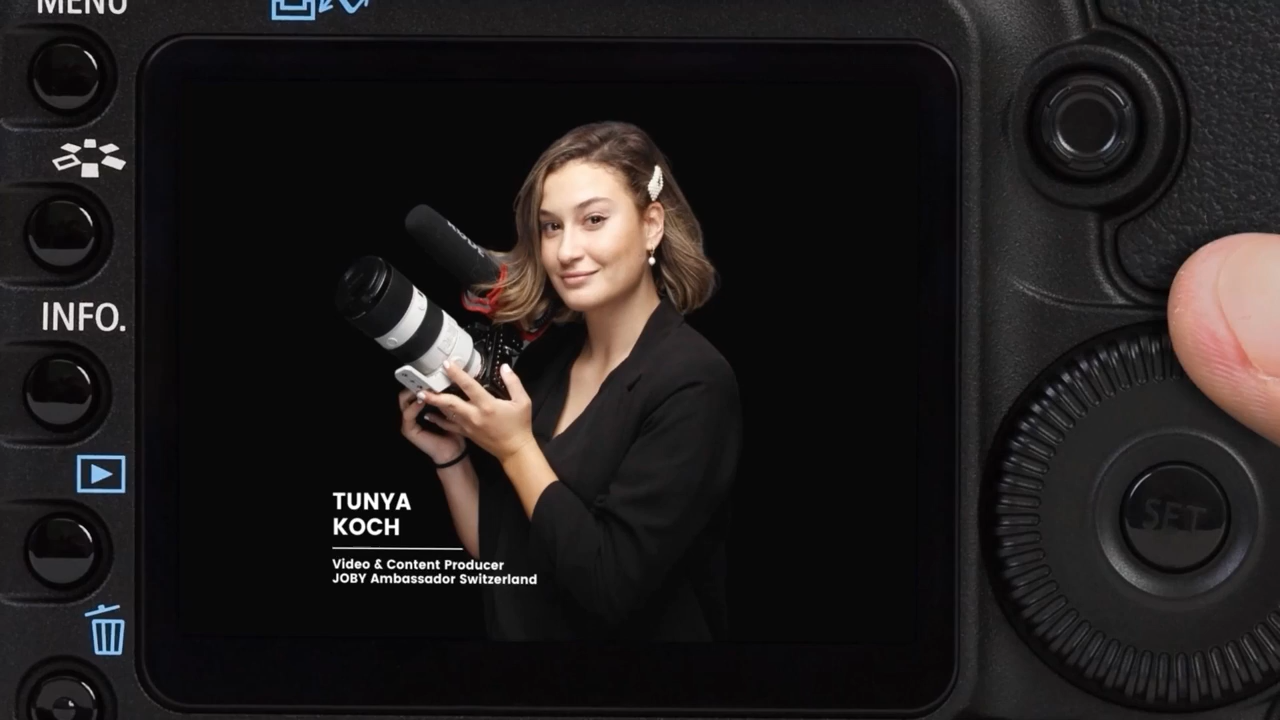 MENU
INFO.
SET
TUNYA
KOCH
Video & Content Producer
JOBY Ambassador Switzerland